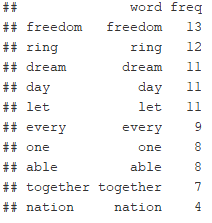 ##              word freq
## freedom   freedom   13
## ring         ring   12
## dream       dream   11
## day           day   11
## let           let   11
## every       every    9
## one           one    8
## able         able    8
## together together    7
## nation     nation    4